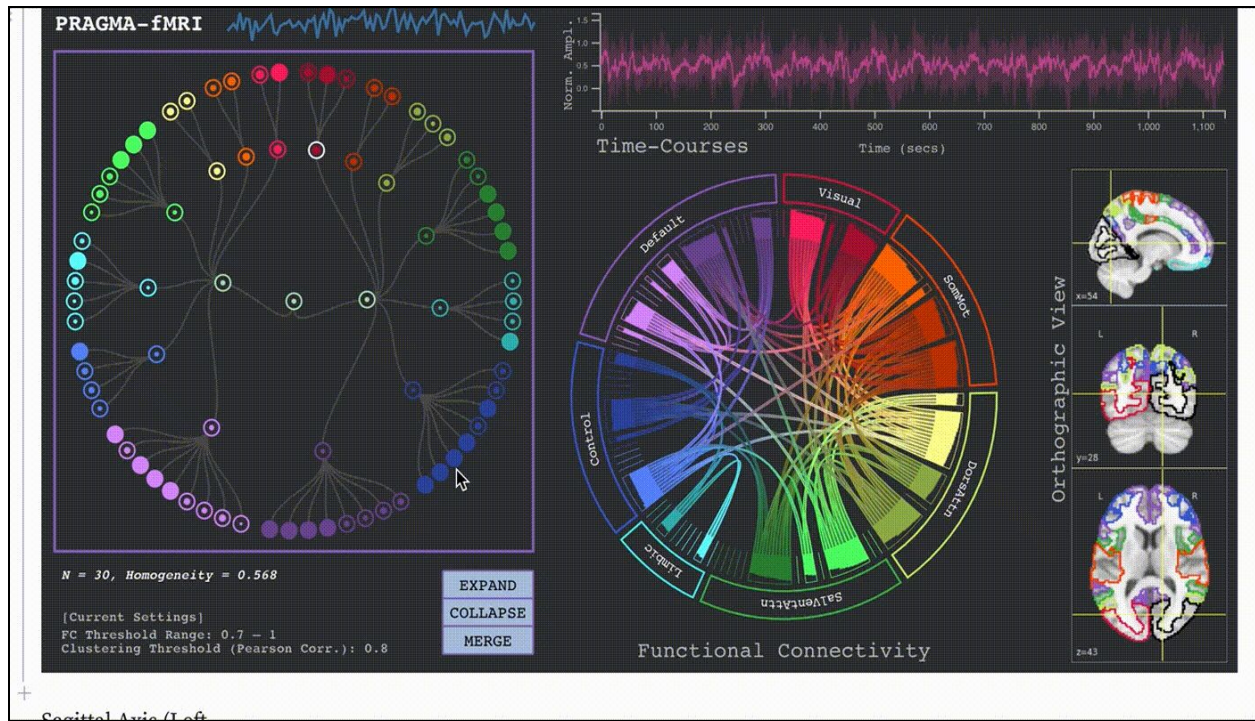 PRAGMA-fMRI
Norm. Ampl.
1.5
1.0
0.5
0.0
0 100 200 300 400 500 600 700 800 900 1,000 1,100
Time-Courses
Time (secs)
Default
Visual
SomMot
DorsAttn
SalVentAttn
Limbic
Control
Functional Connectivity
Orthographic View
x=54
L R
y=28
L R
z=43
N = 30, Homogeneity = 0.568
[Current Settings]
FC Threshold Range: 0.7 – 1
Clustering Threshold (Pearson Corr.): 0.8
EXPAND
COLLAPSE
MERGE
Sagittal Axis (Left